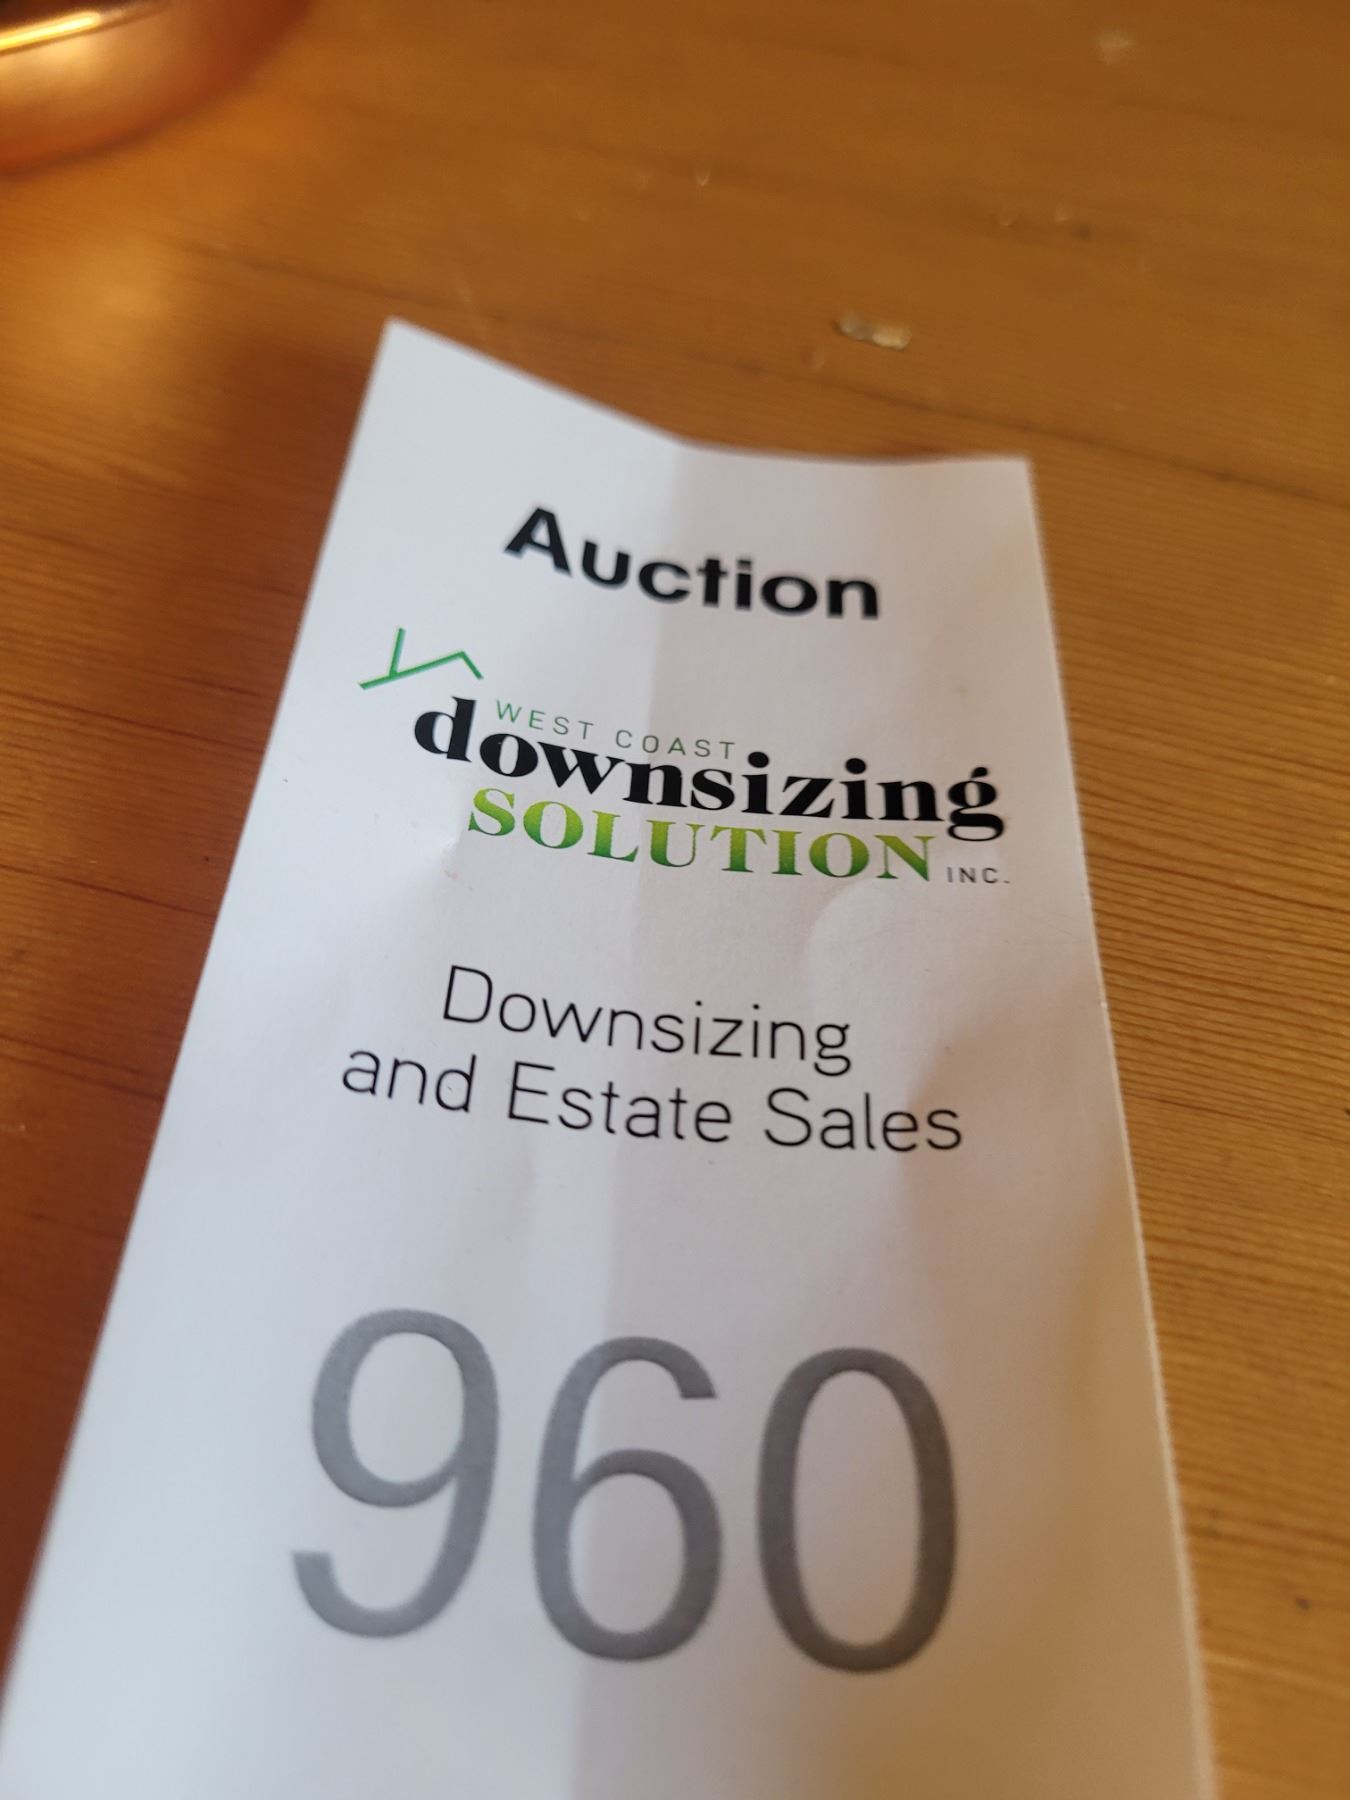 Auction
WEST COAST
downsizing
SOLUTION INC.
Downsizing
and Estate Sales
960